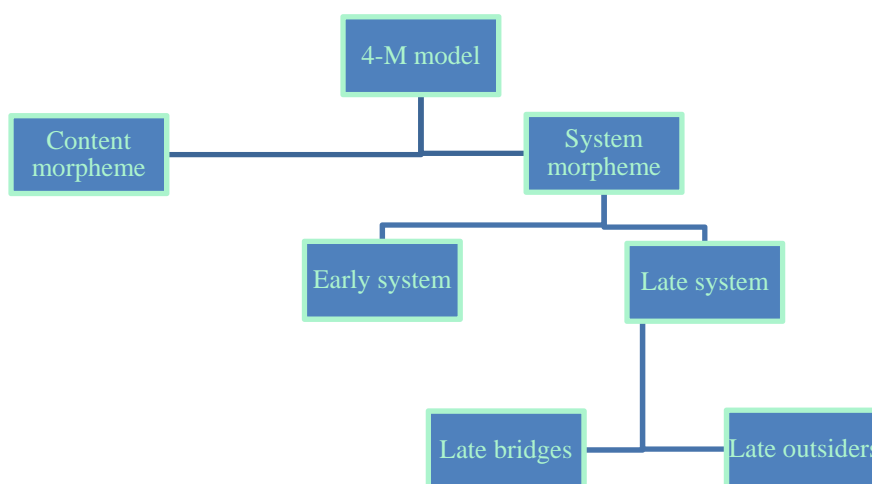 4-M model
Content
morpheme
System
morpheme
Early system
Late system
Late bridges
Late outsiders